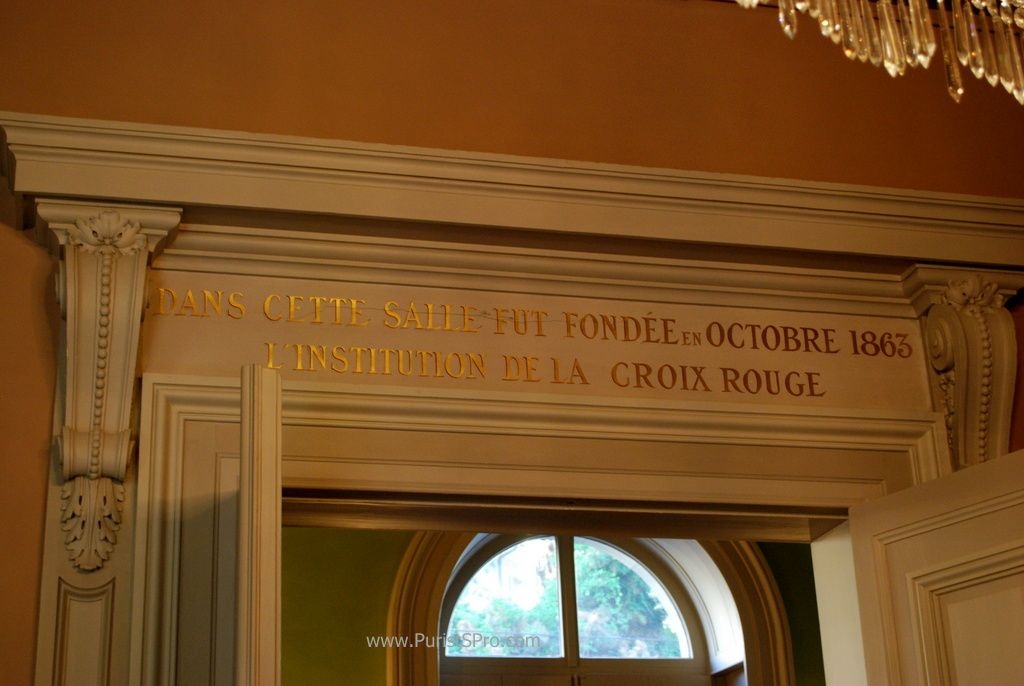 DANS CETTE SALLE FUT FONDÉE EN OCTOBRE 1863
L'INSTITUTION DE LA CROIX ROUGE
www.PuristSPro.com